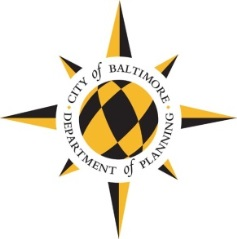 CITY of BALTIMORE
DEPARTMENT of PLANNING